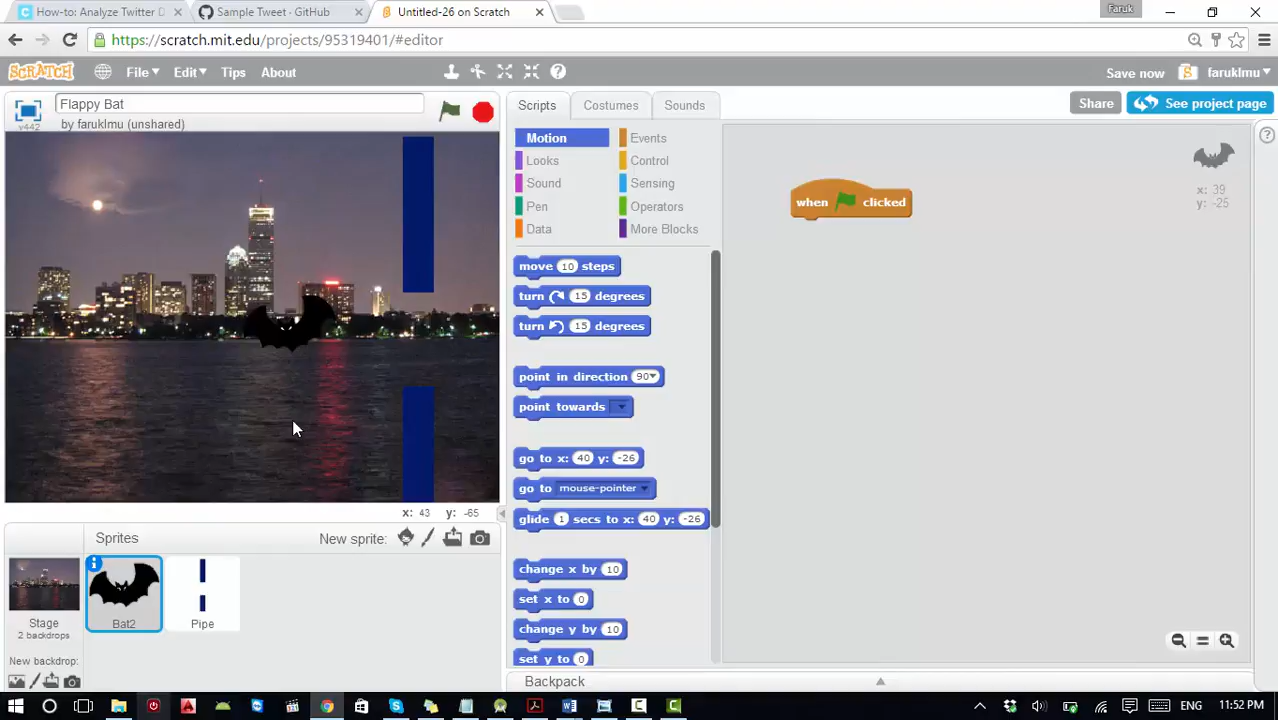 How-to: Analyze Twitter D
Sample Tweet · GitHub
Untitled-26 on Scratch
Faruk
https://scratch.mit.edu/projects/95319401/#editor
SCRATCH
File
Edit
Tips
About
Save now
faruklmu
v442
Flappy Bat
by faruklmu (unshared)
Scripts
Costumes
Sounds
Share
See project page
Motion
Events
Looks
Control
Sound
Sensing
Pen
Operators
Data
More Blocks
when clicked
x: 39
y: -25
move 10 steps
turn 15 degrees
turn 15 degrees
point in direction 90
point towards
go to x: 40 y: -26
go to mouse-pointer
glide 1 secs to x: 40 y: -26
change x by 10
set x to 0
change y by 10
set y to 0
x: 43 y: -65
Sprites
New sprite:
Stage
2 backdrops
Bat2
Pipe
New backdrop:
Backpack
ENG
11:52 PM